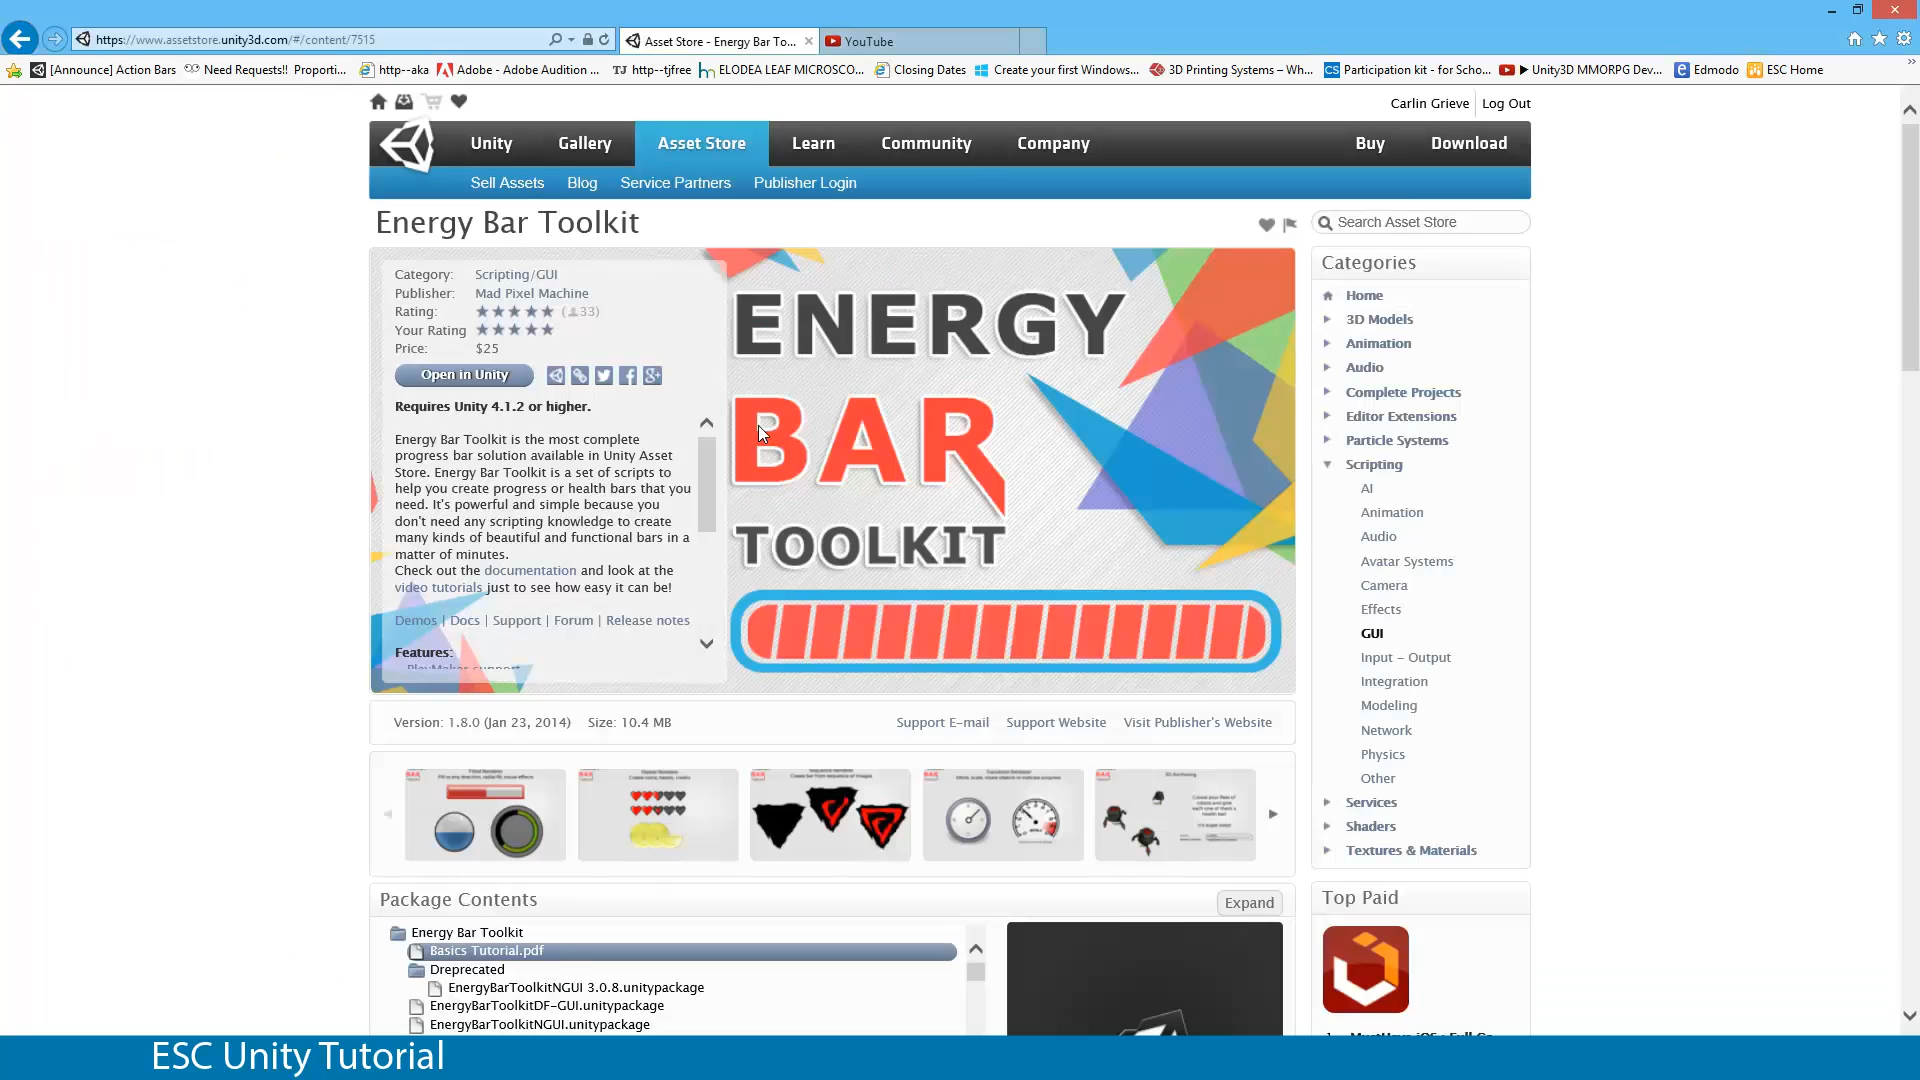 https://www.assetstore.unity3d.com/#/content/7515
Asset Store - Energy Bar To...
YouTube
[Announce] Action Bars
Need Requests!! Proporti...
http--aka
Adobe - Adobe Audition ...
TJ http--tjfree
ELODEA LEAF MICROSCO...
Closing Dates
Create your first Windows...
3D Printing Systems – Wh...
CS Participation kit - for Scho...
Unity3D MMORPG Dev...
Edmodo
ESC Home
Carlin Grieve
Log Out
Unity
Gallery
Asset Store
Learn
Community
Company
Buy
Download
Sell Assets
Blog
Service Partners
Publisher Login
Energy Bar Toolkit
Search Asset Store
Category: Scripting/GUI
Publisher: Mad Pixel Machine
Rating: (33)
Your Rating
Price: $25
Open in Unity
Requires Unity 4.1.2 or higher.
Energy Bar Toolkit is the most complete
progress bar solution available in Unity Asset
Store. Energy Bar Toolkit is a set of scripts to
help you create progress or health bars that you
need. It's powerful and simple because you
don't need any scripting knowledge to create
many kinds of beautiful and functional bars in a
matter of minutes.
Check out the documentation and look at the
video tutorials just to see how easy it can be!
Demos | Docs | Support | Forum | Release notes
Features:
PlayMaker support
ENERGY
BAR
TOOLKIT
Categories
Home
3D Models
Animation
Audio
Complete Projects
Editor Extensions
Particle Systems
Scripting
AI
Animation
Audio
Avatar Systems
Camera
Effects
GUI
Input - Output
Integration
Modeling
Network
Physics
Other
Services
Shaders
Textures & Materials
Version: 1.8.0 (Jan 23, 2014) Size: 10.4 MB
Support E-mail
Support Website
Visit Publisher's Website
Package Contents
Expand
Energy Bar Toolkit
Basics Tutorial.pdf
Dreprecated
EnergyBarToolkitNGUI 3.0.8.unitypackage
EnergyBarToolkitDF-GUI.unitypackage
EnergyBarToolkitNGUI.unitypackage
Top Paid
ESC Unity Tutorial